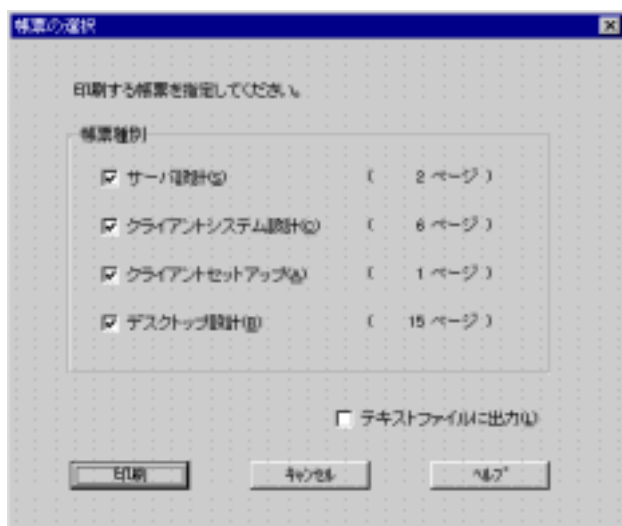 帳票の選択
印刷する帳票を指定してください。
帳票種別
サーバ設計(S) ( 2 ページ )
クライアントシステム設計(C) ( 6 ページ )
クライアントセットアップ(A) ( 1 ページ )
デスクトップ設計(B) ( 15 ページ )
テキストファイルに出力(L)
印刷 キャンセル ヘルプ